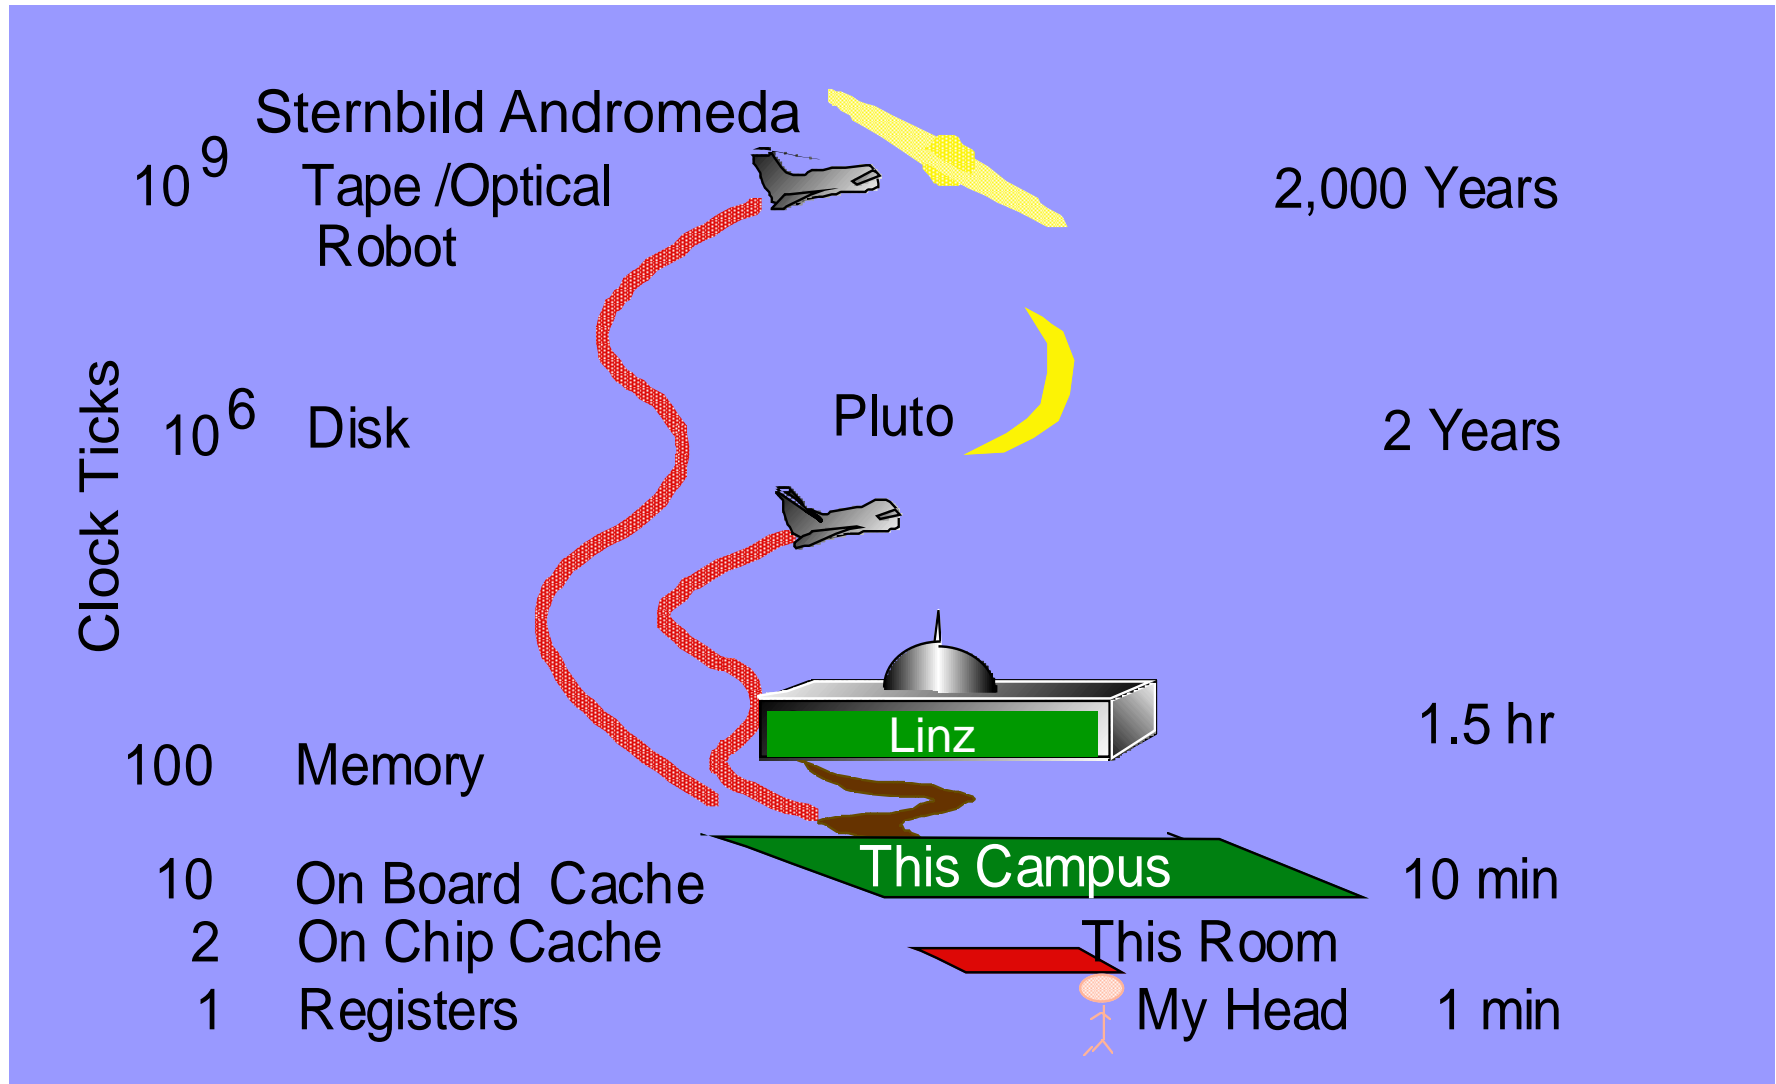 Sternbild Andromeda
10^9 Tape /Optical 2,000 Years
Robot
Clock Ticks
10^6 Disk Pluto 2 Years
Linz 1.5 hr
100 Memory
This Campus
10 On Board Cache 10 min
2 On Chip Cache This Room
1 Registers My Head 1 min